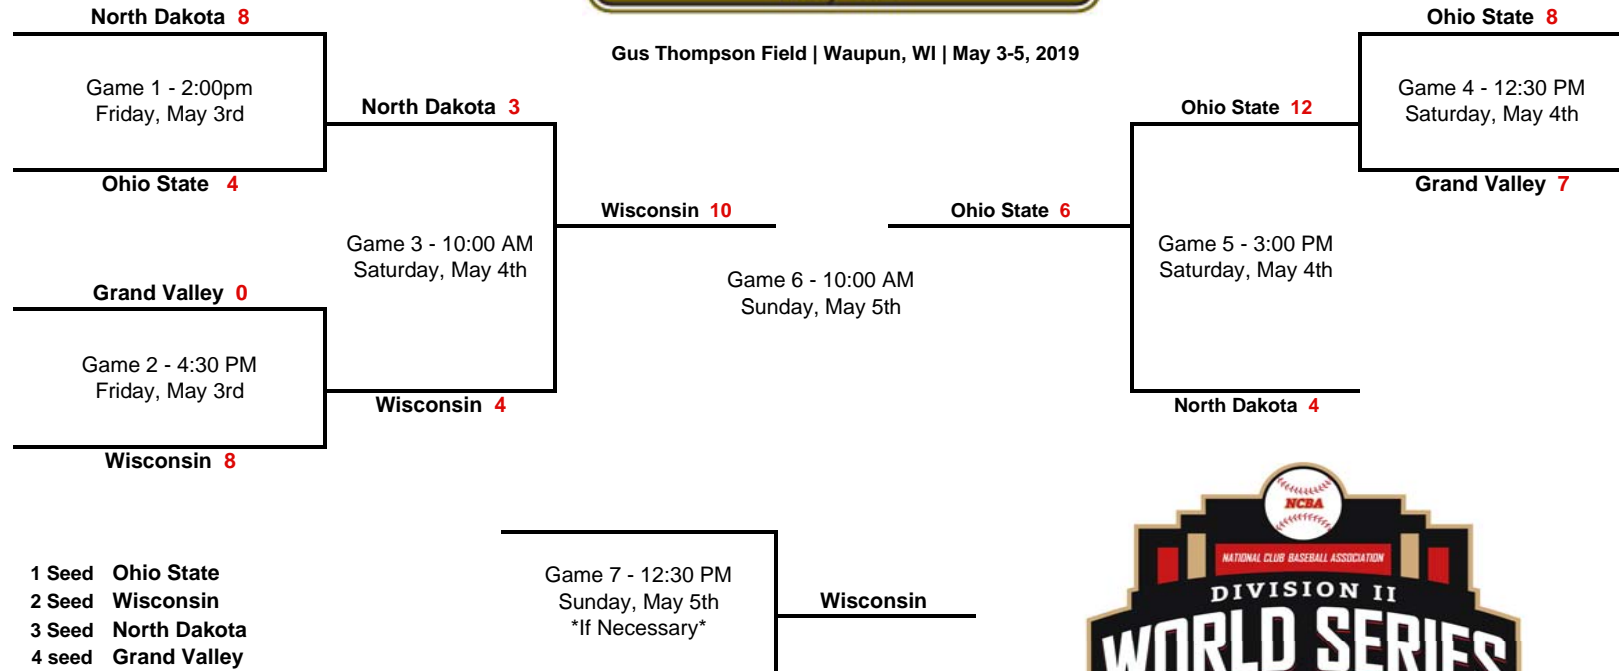 North Dakota 8
Ohio State 8
Gus Thompson Field | Waupun, WI | May 3-5, 2019
Game 1 - 2:00pm
Friday, May 3rd
Game 4 - 12:30 PM
Saturday, May 4th
North Dakota 3
Ohio State 12
Ohio State 4
Grand Valley 7
Wisconsin 10
Ohio State 6
Game 3 - 10:00 AM
Saturday, May 4th
Game 5 - 3:00 PM
Saturday, May 4th
Game 6 - 10:00 AM
Sunday, May 5th
Grand Valley 0
Game 2 - 4:30 PM
Friday, May 3rd
Wisconsin 4
North Dakota 4
Wisconsin 8
NCBA
NATIONAL CLUB BASEBALL ASSOCIATION
DIVISION II
WORLD SERIES
1 Seed Ohio State
2 Seed Wisconsin
3 Seed North Dakota
4 seed Grand Valley
Game 7 - 12:30 PM
Sunday, May 5th
*If Necessary*
Wisconsin